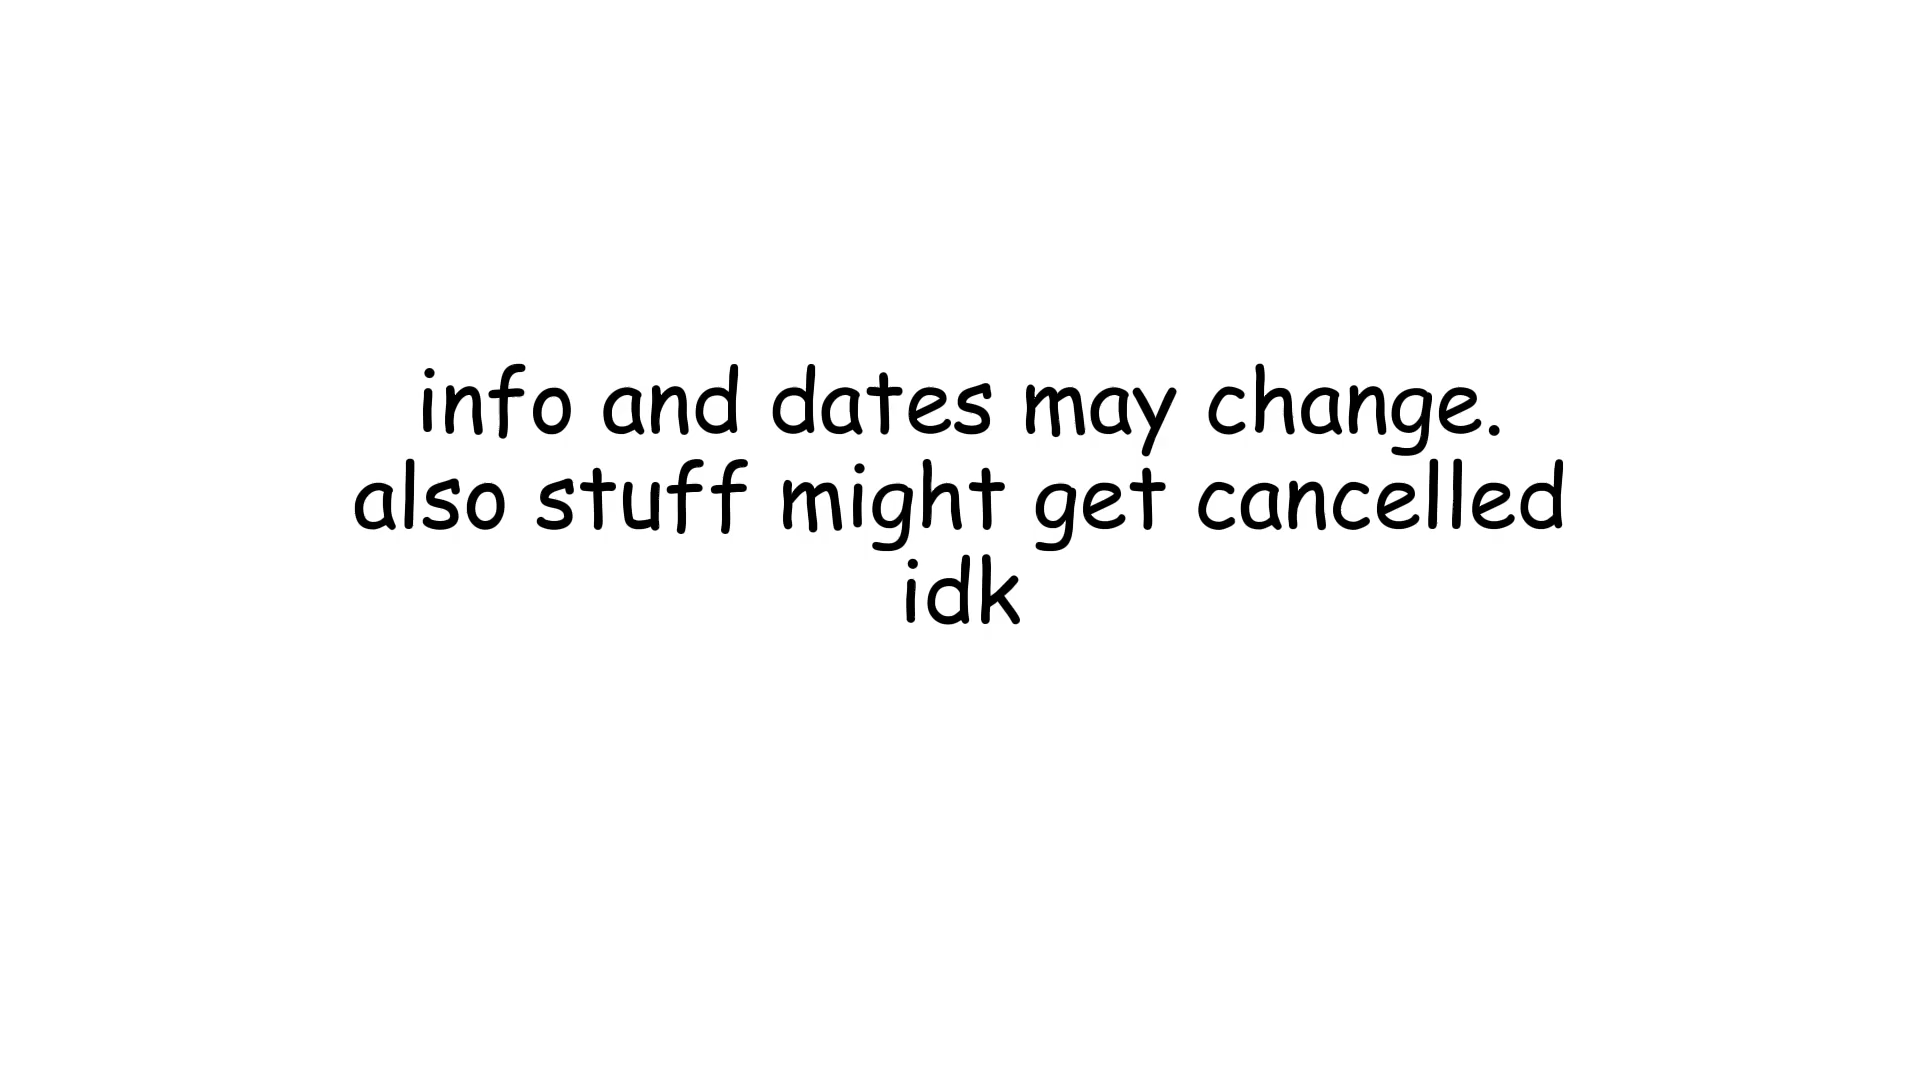 info and dates may change.
also stuff might get cancelled
idk